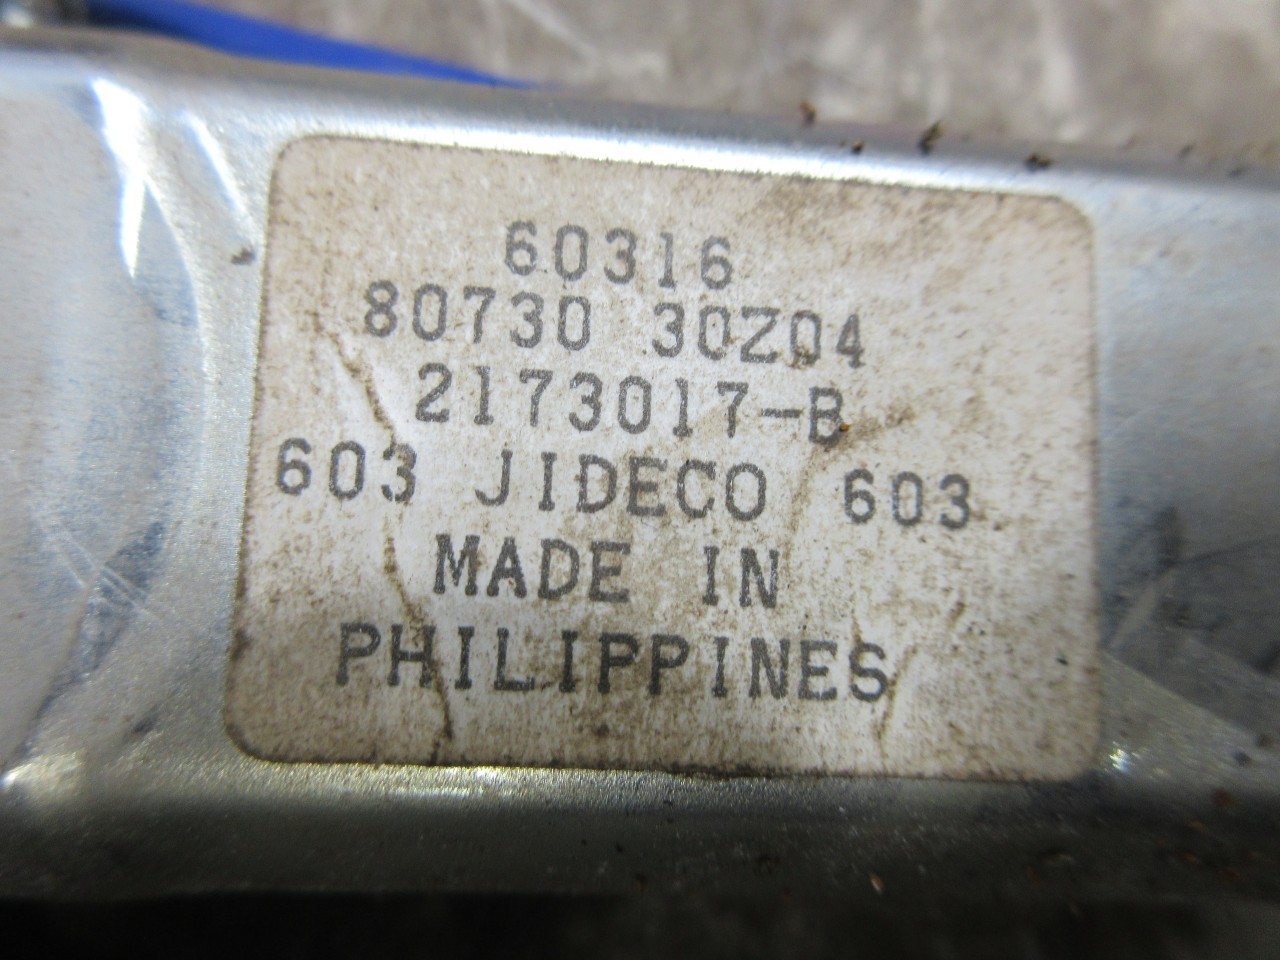 60316
80730 30Z04
2173017-B
603 JIDECO 603
MADE IN
PHILIPPINES